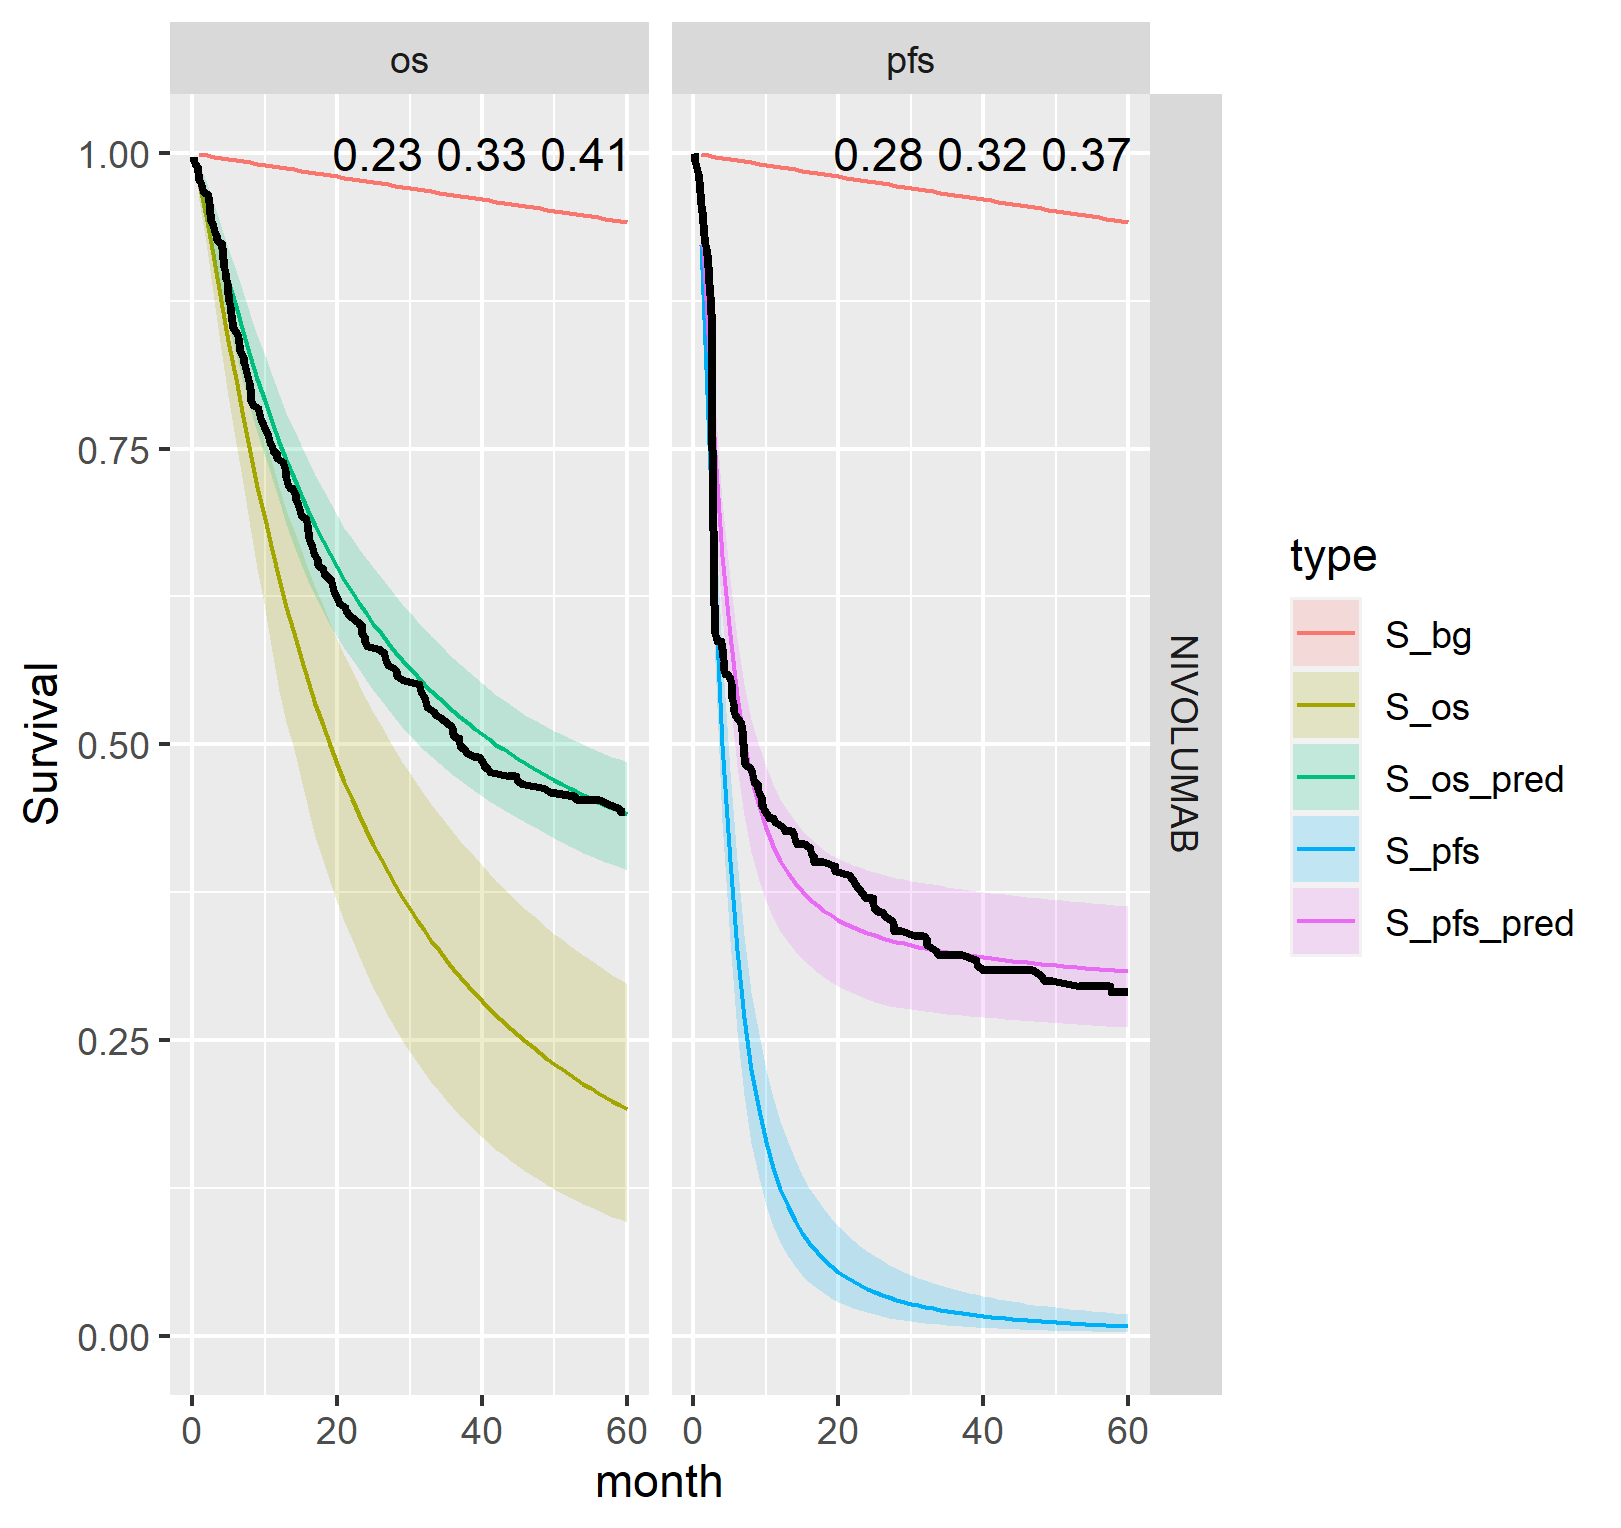 os
pfs
0.23 0.33 0.41
0.28 0.32 0.37
NIVOLUMAB
Survival
1.00
0.75
0.50
0.25
0.00
0 20 40 60
0 20 40 60
month
type
S_bg
S_os
S_os_pred
S_pfs
S_pfs_pred